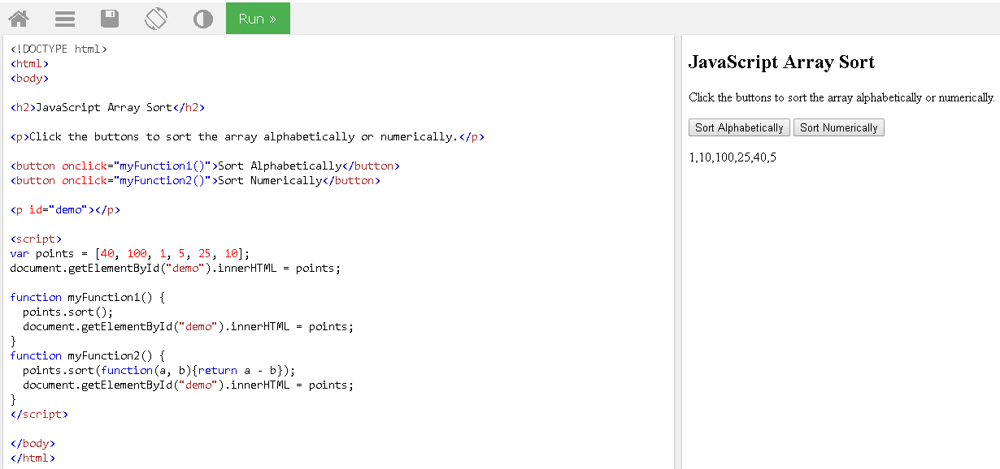 Run »
<!DOCTYPE html>
<html>
<body>
<h2>JavaScript Array Sort</h2>
<p>Click the buttons to sort the array alphabetically or numerically.</p>
<button onclick="myFunction1()">Sort Alphabetically</button>
<button onclick="myFunction2()">Sort Numerically</button>
<p id="demo"></p>
<script>
var points = [40, 100, 1, 5, 25, 10];
document.getElementById("demo").innerHTML = points;
function myFunction1() {
  points.sort();
  document.getElementById("demo").innerHTML = points;
}
function myFunction2() {
  points.sort(function(a, b){return a - b});
  document.getElementById("demo").innerHTML = points;
}
</script>
</body>
</html>
JavaScript Array Sort
Click the buttons to sort the array alphabetically or numerically.
Sort Alphabetically Sort Numerically
1,10,100,25,40,5